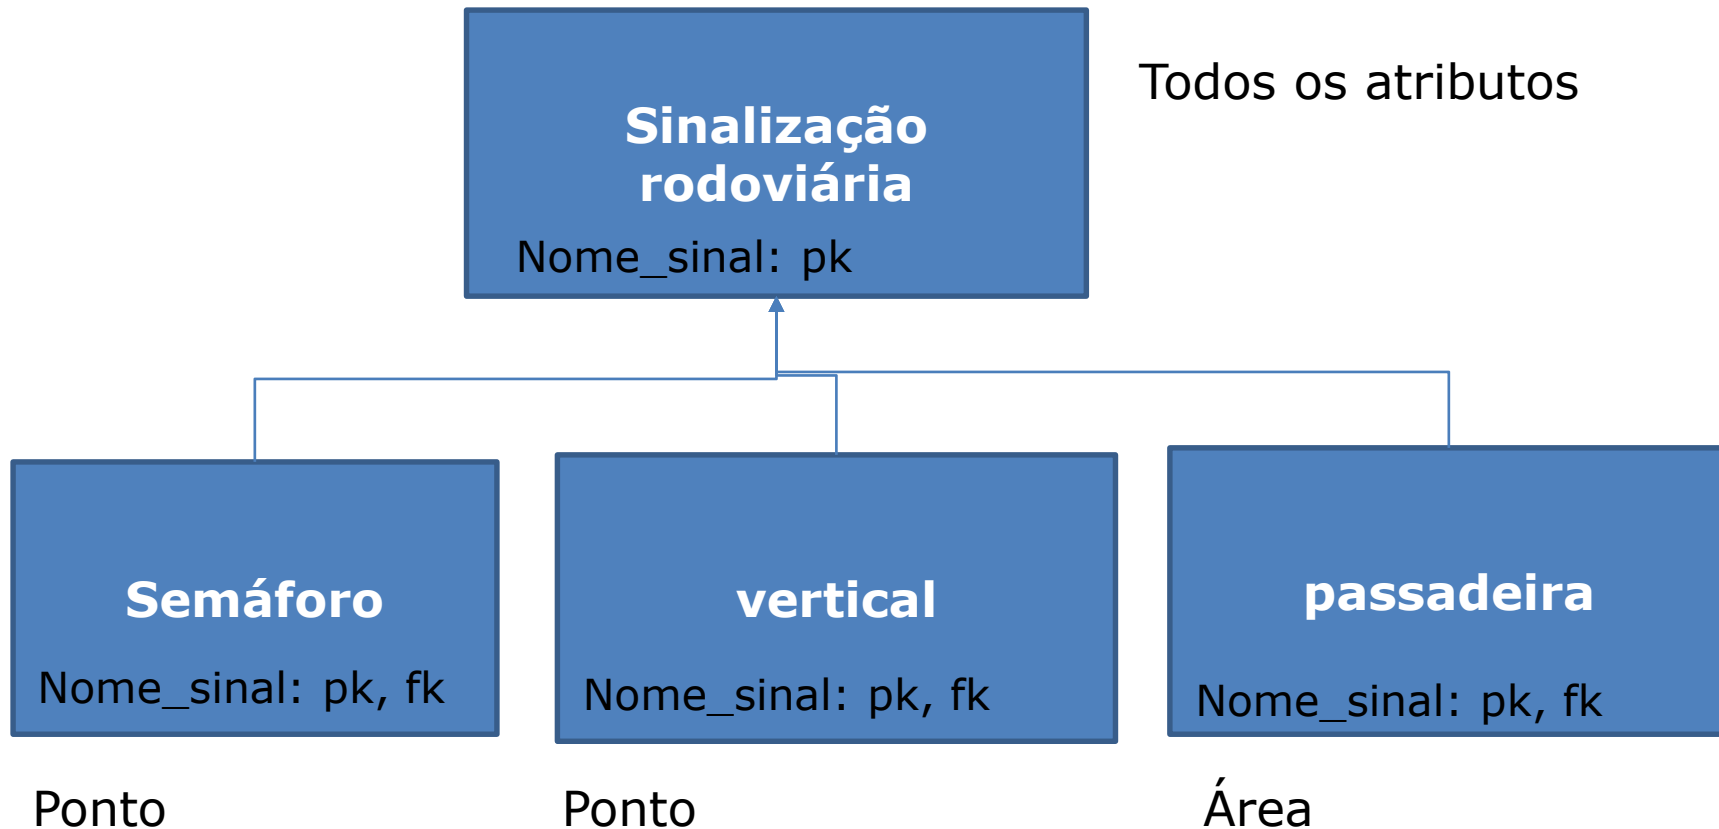 Todos os atributos
Sinalização
rodoviária
Nome_sinal: pk
Semáforo
Nome_sinal: pk, fk
vertical
Nome_sinal: pk, fk
passadeira
Nome_sinal: pk, fk
Ponto
Ponto
Área